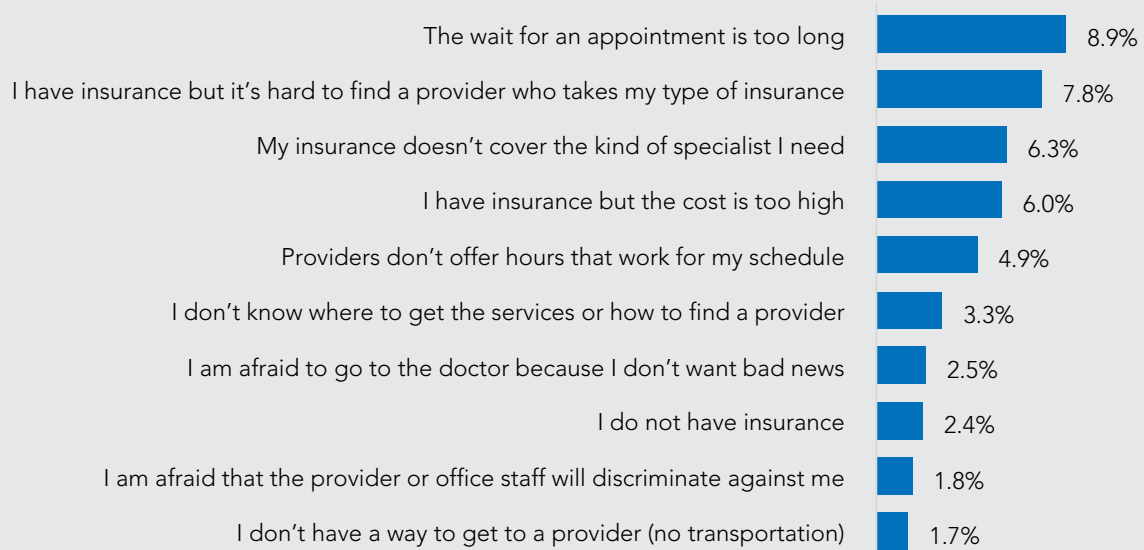 The wait for an appointment is too long 8.9%
I have insurance but it’s hard to find a provider who takes my type of insurance 7.8%
My insurance doesn’t cover the kind of specialist I need 6.3%
I have insurance but the cost is too high 6.0%
Providers don’t offer hours that work for my schedule 4.9%
I don’t know where to get the services or how to find a provider 3.3%
I am afraid to go to the doctor because I don’t want bad news 2.5%
I do not have insurance 2.4%
I am afraid that the provider or office staff will discriminate against me 1.8%
I don’t have a way to get to a provider (no transportation) 1.7%